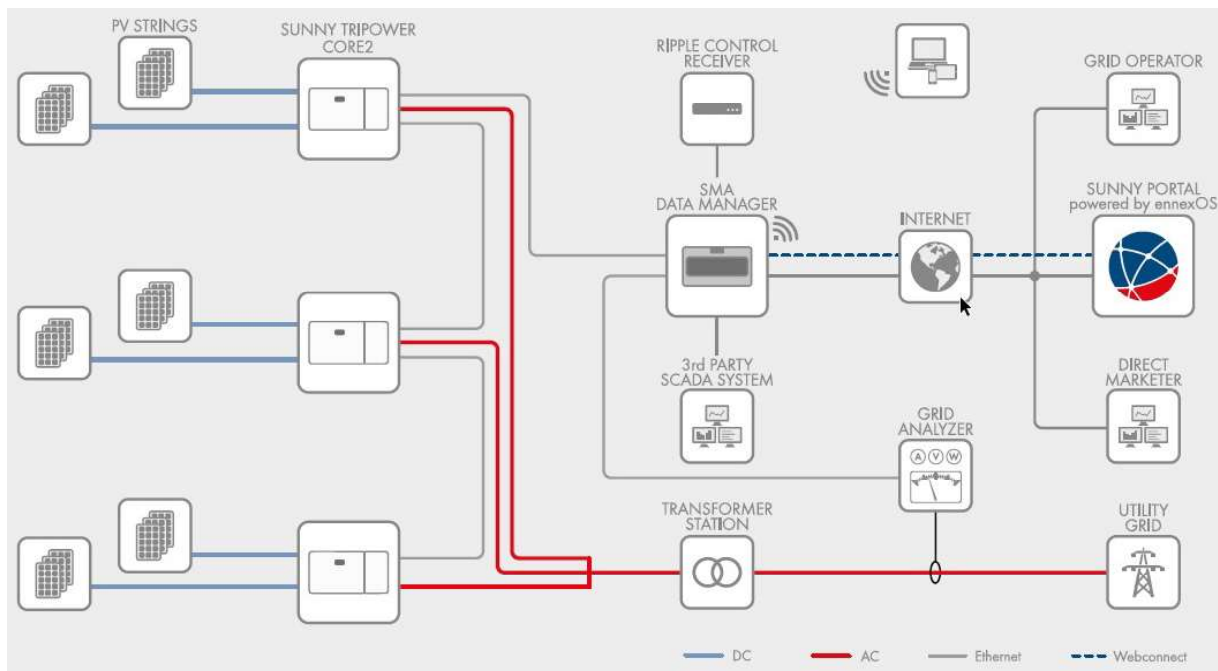 PV STRINGS
SUNNY TRIPOWER
CORE2
RIPPLE CONTROL
RECEIVER
GRID OPERATOR
SMA
DATA MANAGER
INTERNET
SUNNY PORTAL
powered by ennexOS
3rd PARTY
SCADA SYSTEM
DIRECT
MARKETER
GRID
ANALYZER
A V W
TRANSFORMER
STATION
UTILITY
GRID
DC
AC
Ethernet
Webconnect